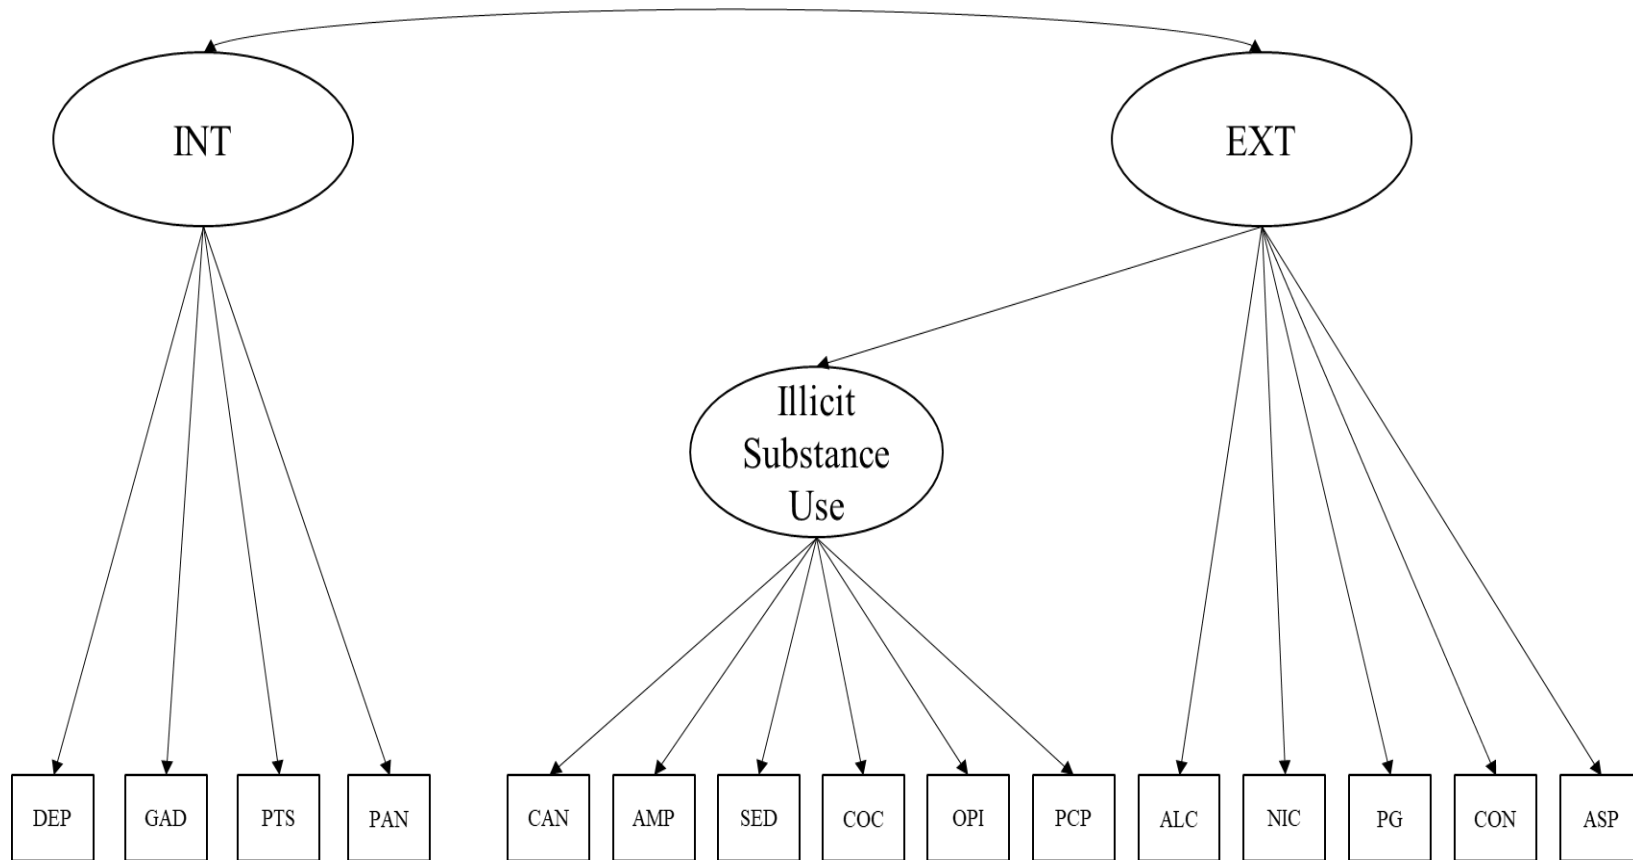 INT
EXT
Illicit
Substance
Use
DEP
GAD
PTS
PAN
CAN
AMP
SED
COC
OPI
PCP
ALC
NIC
PG
CON
ASP